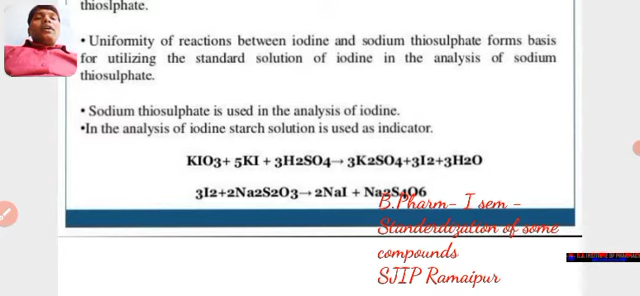 thioslphate.
• Uniformity of reactions between iodine and sodium thiosulphate forms basis
for utilizing the standard solution of iodine in the analysis of sodium
thiosulphate.
• Sodium thiosulphate is used in the analysis of iodine.
•In the analysis of iodine starch solution is used as indicator.
KIO3+ 5KI + 3H2SO4→ 3K2SO4+3I2+3H2O
3I2+2Na2S2O3→ 2NaI + Na2S4O6
B.Pharm- I sem -
Standerdization of some
compounds
SJIP Ramaipur